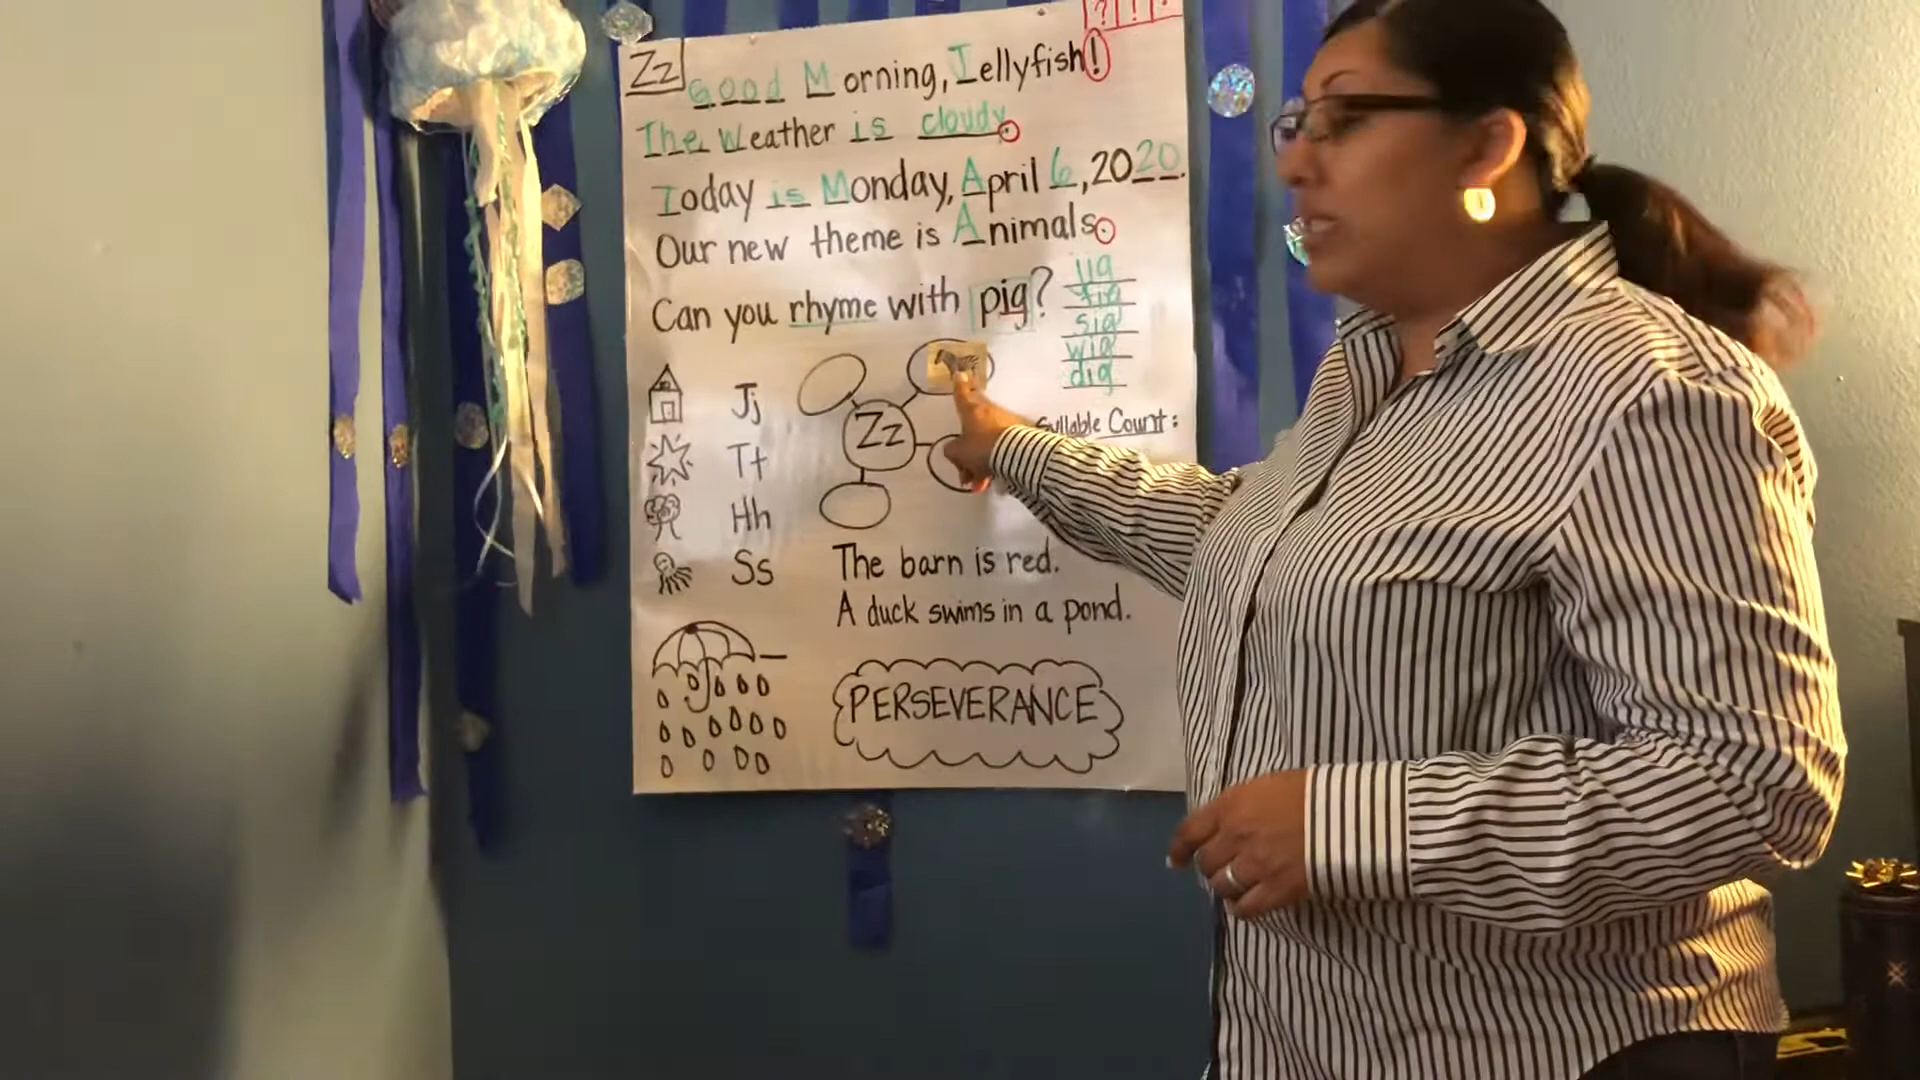 Zz
? ! .
Good Morning, Jellyfish!
The Weather is cloudy.
Today is Monday, April 6, 2020.
Our new theme is Animals.
Can you rhyme with pig?
jig
fig
sig
wig
dig
Jj
Tt
Hh
Ss
Zz
Syllable Count:
The barn is red.
A duck swims in a pond.
PERSEVERANCE